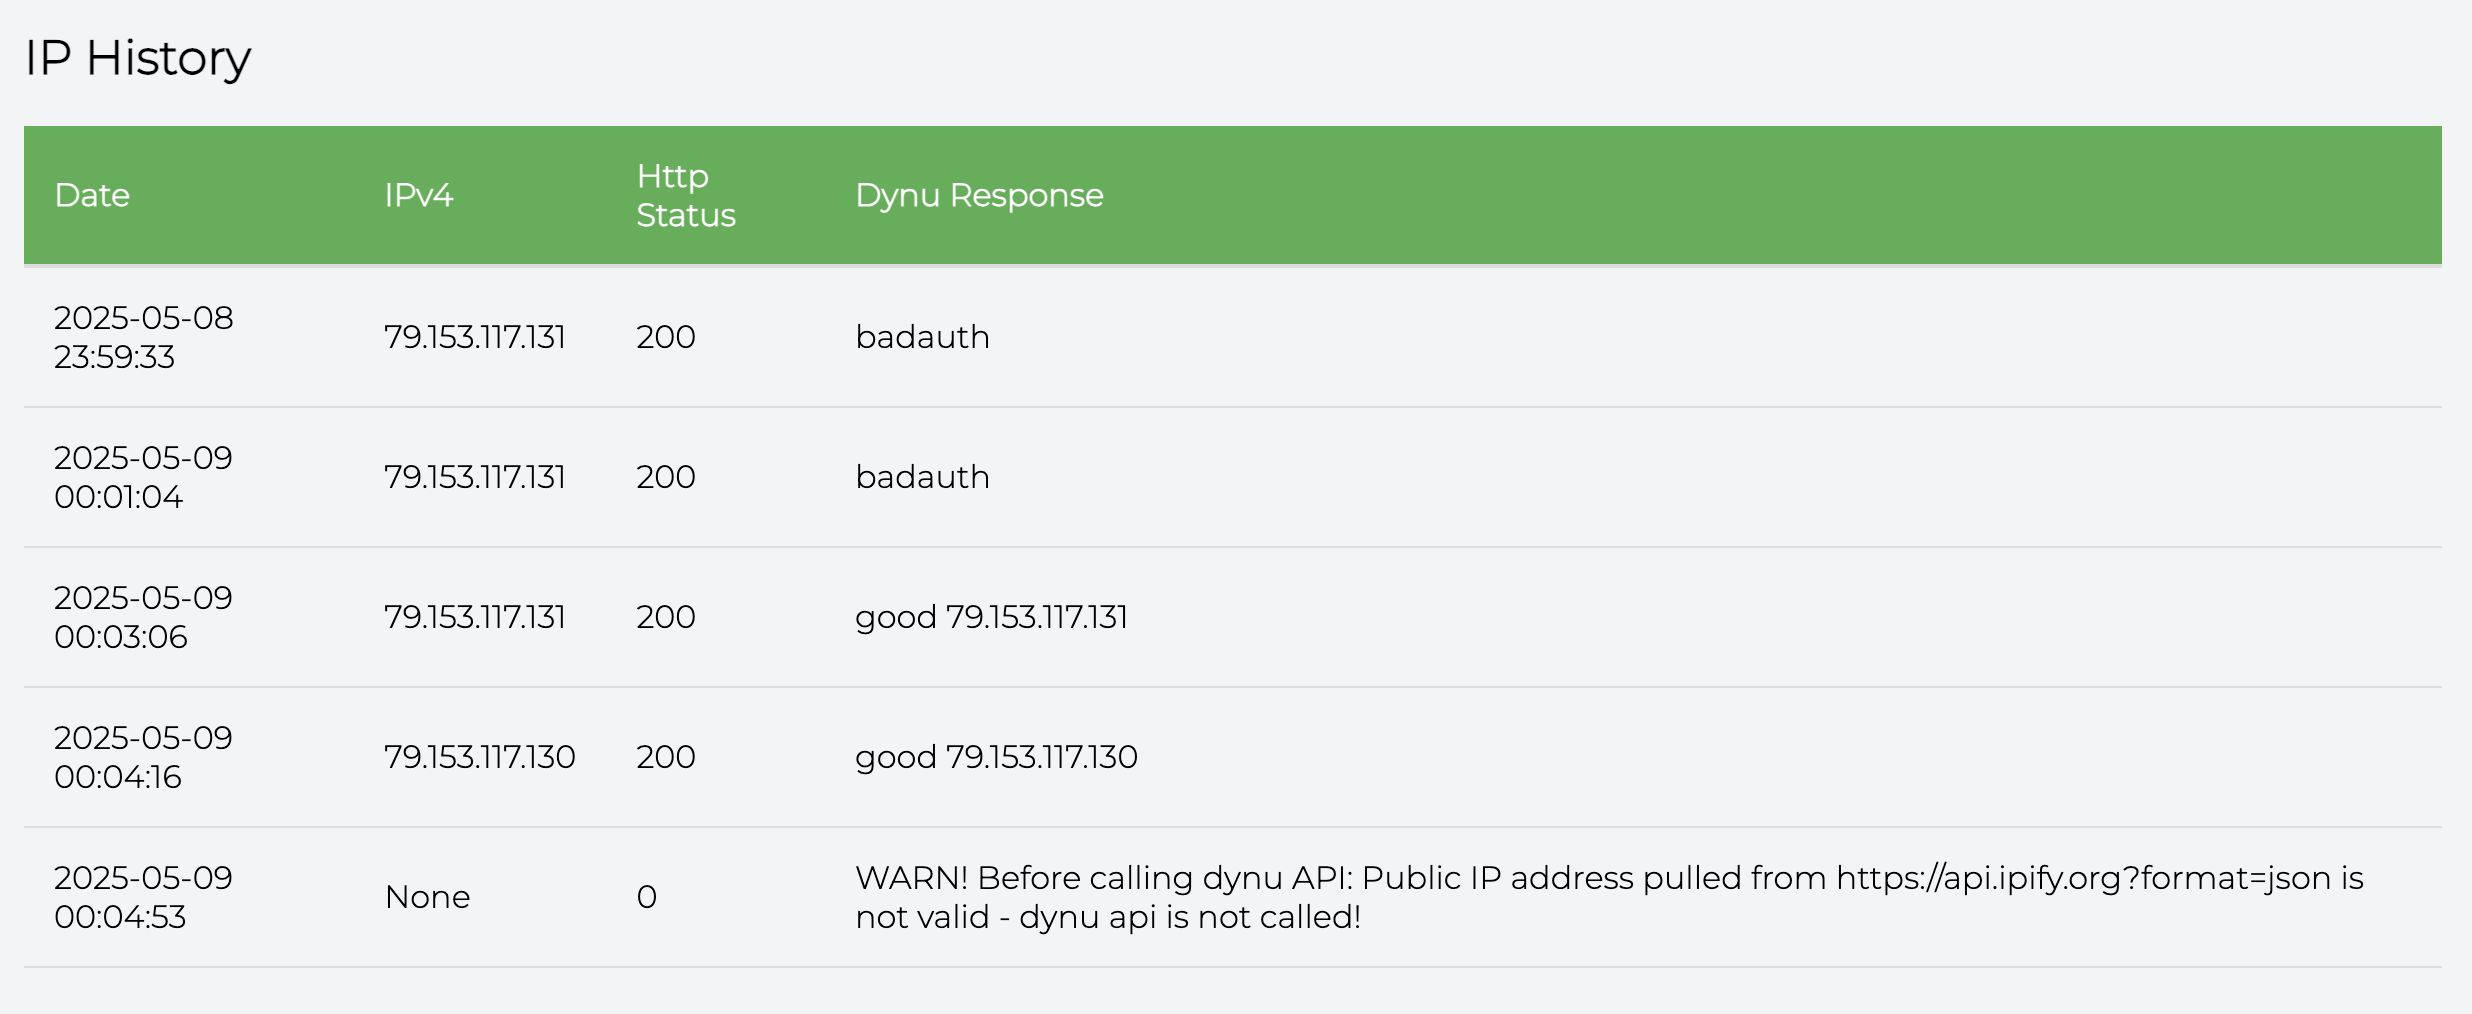 IP History
Date IPv4 Http Status Dynu Response
2025-05-08 23:59:33 79.153.117.131 200 badauth
2025-05-09 00:01:04 79.153.117.131 200 badauth
2025-05-09 00:03:06 79.153.117.131 200 good 79.153.117.131
2025-05-09 00:04:16 79.153.117.130 200 good 79.153.117.130
2025-05-09 00:04:53 None 0 WARN! Before calling dynu API: Public IP address pulled from https://api.ipify.org?format=json is not valid - dynu api is not called!